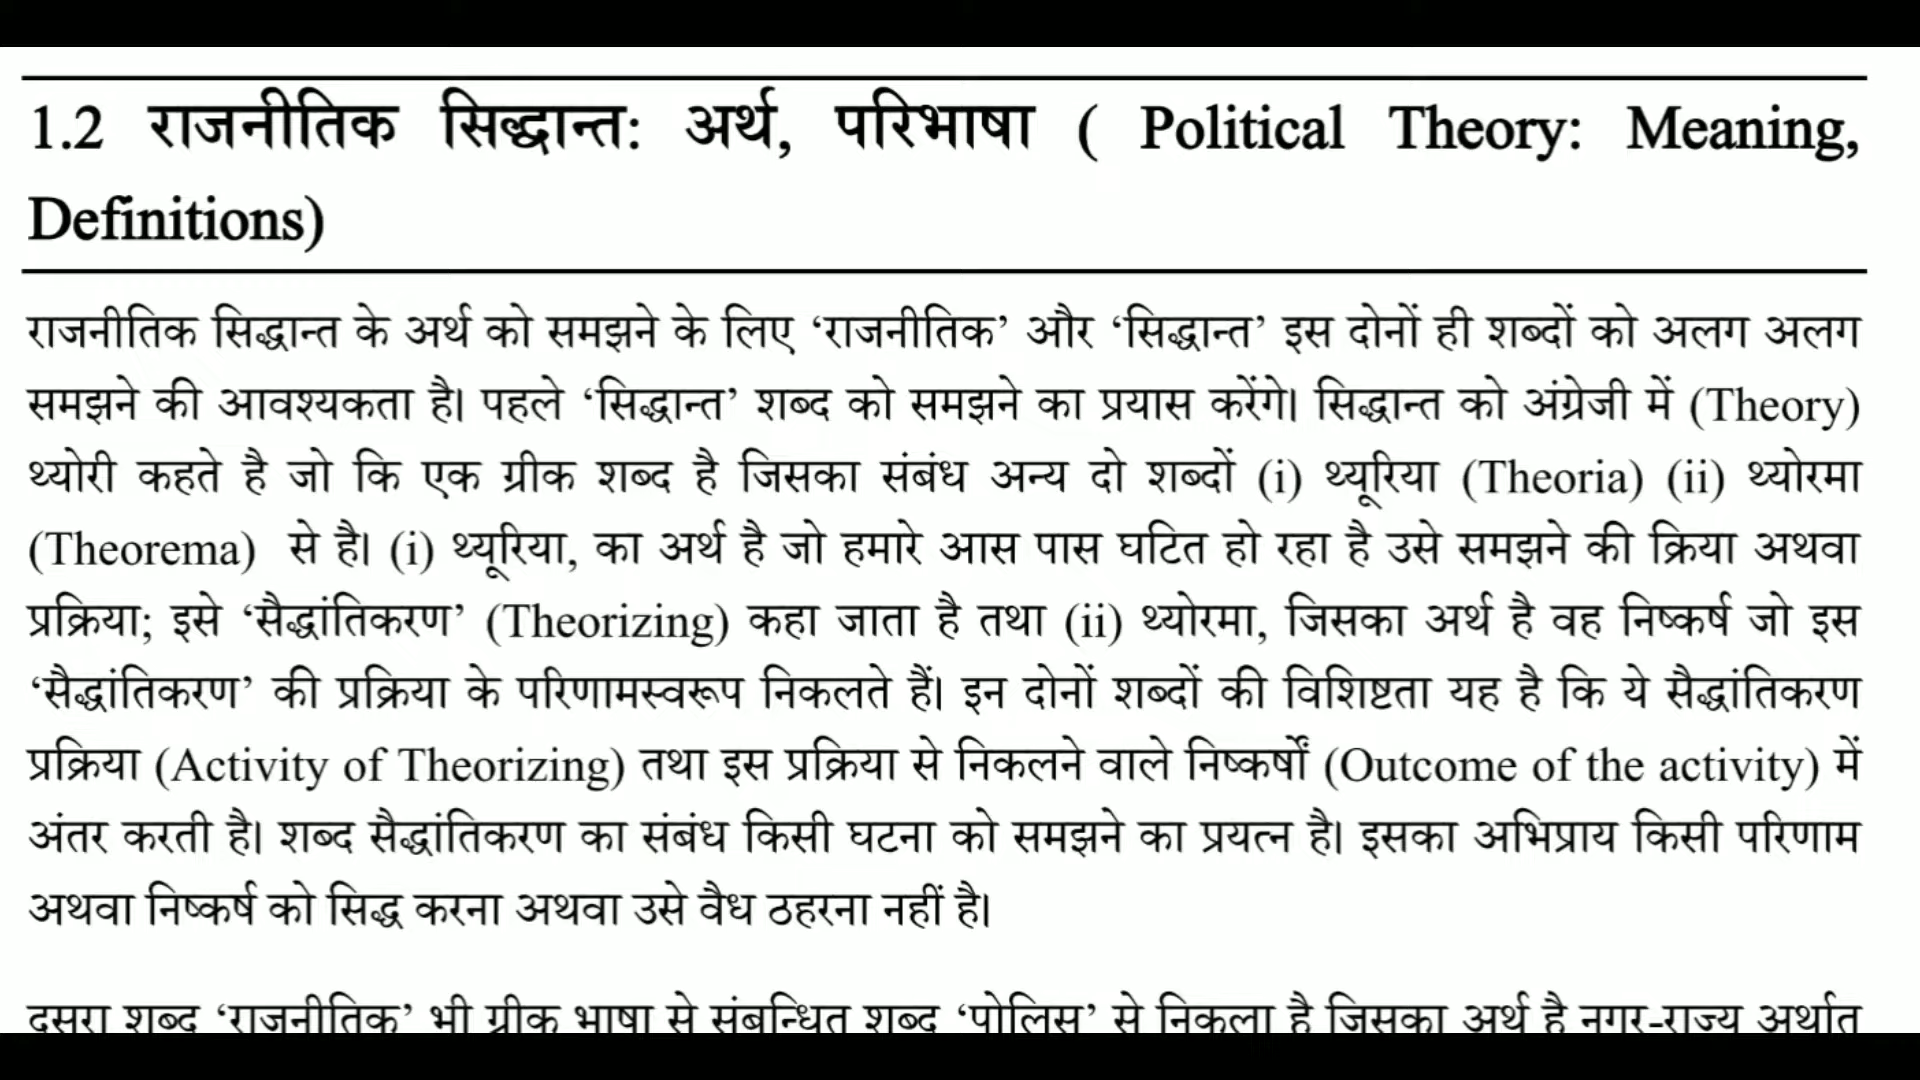 1.2 राजनीतिक सिद्धान्त: अर्थ, परिभाषा ( Political Theory: Meaning,
Definitions)
राजनीतिक सिद्धान्त के अर्थ को समझने के लिए ‘राजनीतिक’ और ‘सिद्धान्त’ इस दोनों ही शब्दों को अलग अलग
समझने की आवश्यकता है। पहले ‘सिद्धान्त’ शब्द को समझने का प्रयास करेंगे। सिद्धान्त को अंग्रेजी में (Theory)
थ्योरी कहते है जो कि एक ग्रीक शब्द है जिसका संबंध अन्य दो शब्दों (i) थ्यूरिया (Theoria) (ii) थ्योरमा
(Theorema) से है। (i) थ्यूरिया, का अर्थ है जो हमारे आस पास घटित हो रहा है उसे समझने की क्रिया अथवा
प्रक्रिया; इसे ‘सैद्धांतिकरण’ (Theorizing) कहा जाता है तथा (ii) थ्योरमा, जिसका अर्थ है वह निष्कर्ष जो इस
‘सैद्धांतिकरण’ की प्रक्रिया के परिणामस्वरूप निकलते हैं। इन दोनों शब्दों की विशिष्टता यह है कि ये सैद्धांतिकरण
प्रक्रिया (Activity of Theorizing) तथा इस प्रक्रिया से निकलने वाले निष्कर्षों (Outcome of the activity) में
अंतर करती है। शब्द सैद्धांतिकरण का संबंध किसी घटना को समझने का प्रयत्न है। इसका अभिप्राय किसी परिणाम
अथवा निष्कर्ष को सिद्ध करना अथवा उसे वैध ठहरना नहीं है।
दूसरा शब्द ‘राजनीतिक’ भी ग्रीक भाषा से संबन्धित शब्द ‘पोलिस’ से निकला है जिसका अर्थ है नगर-राज्य अर्थात